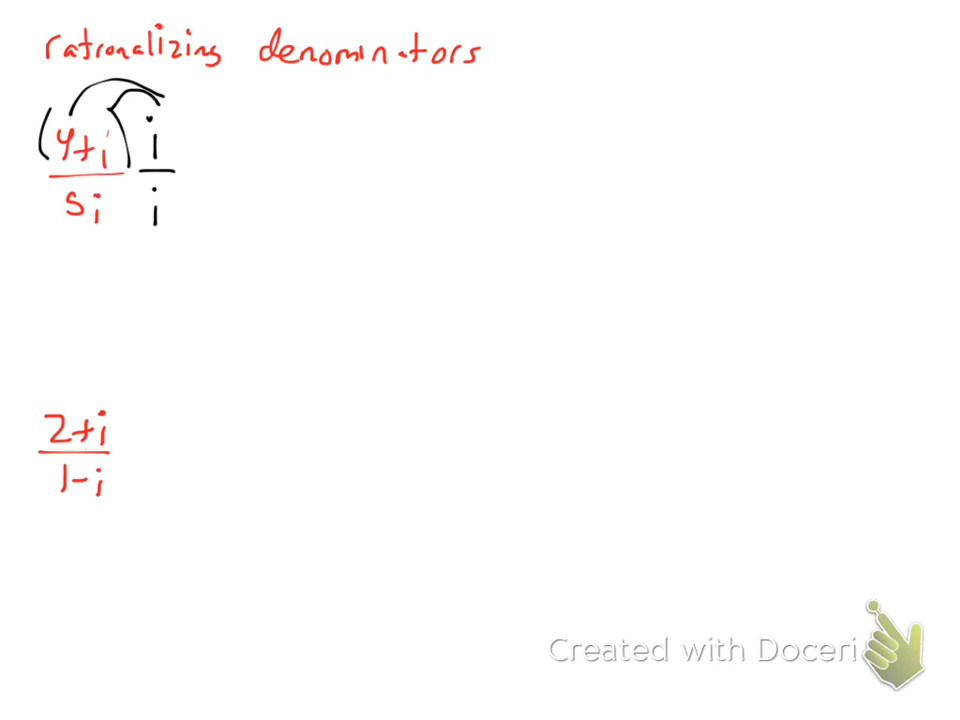 rationalizing denominators
(4+i) i
5i i
2+i
1-i
Created with Doceri